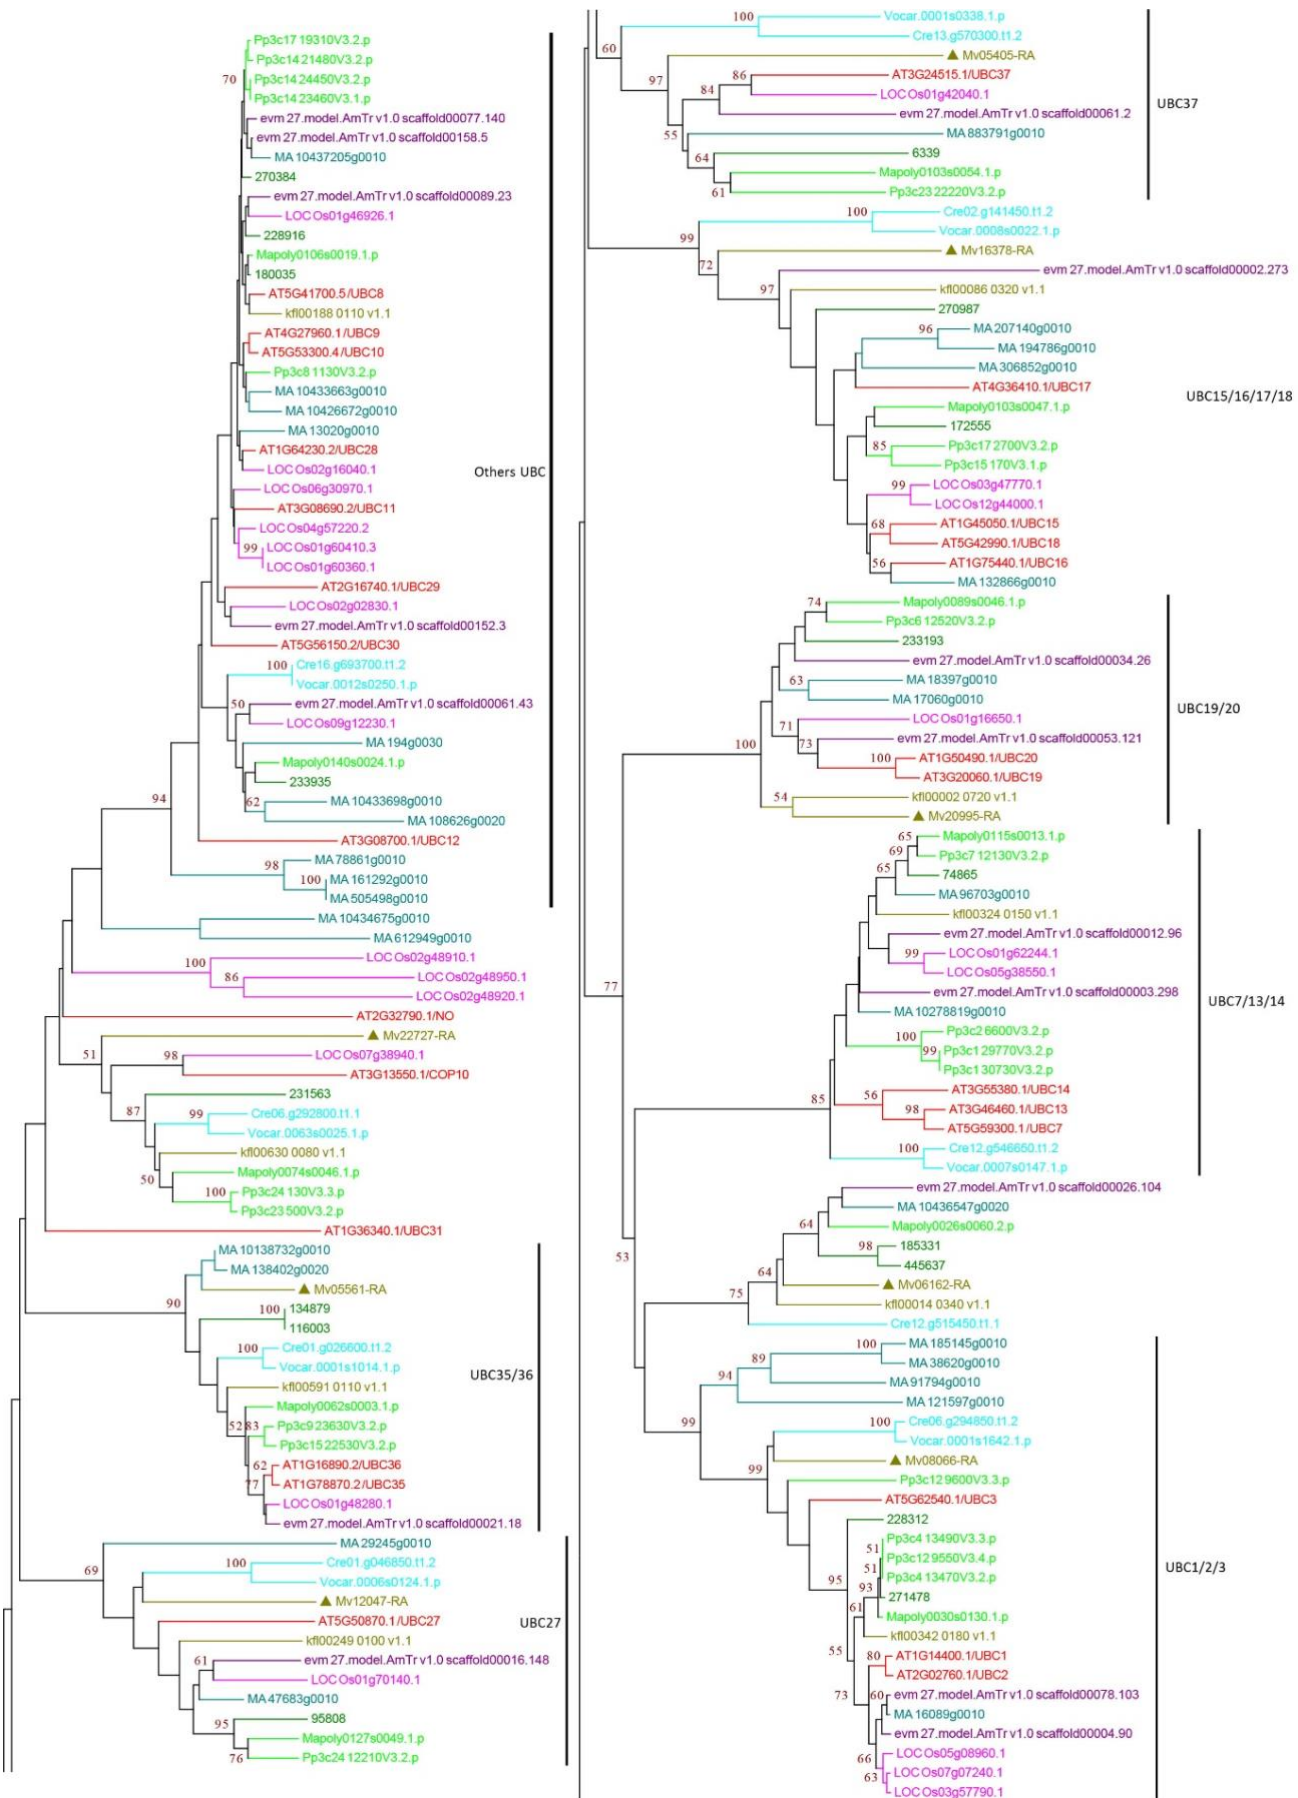 Pp3c17 19310V3.2.p
Pp3c14 21480V3.2.p
70
Pp3c14 24450V3.2.p
Pp3c14 23460V3.1.p
evm 27.model.AmTr v1.0 scaffold00077.140
evm 27.model.AmTr v1.0 scaffold00158.5
MA 10437205g0010
270384
evm 27.model.AmTr v1.0 scaffold00089.23
LOC Os01g46926.1
228916
Mapoly0106s0019.1.p
180035
AT5G41700.5/UBC8
kfl00188 0110 v1.1
AT4G27960.1/UBC9
AT5G53300.4/UBC10
Pp3c8 1130V3.2.p
MA 10433663g0010
MA 10426672g0010
MA 13020g0010
AT1G64230.2/UBC28
LOC Os02g16040.1
Others UBC
LOC Os06g30970.1
AT3G08690.2/UBC11
LOC Os04g57220.2
99
LOC Os01g60410.3
LOC Os01g60360.1
AT2G16740.1/UBC29
LOC Os02g02830.1
evm 27.model.AmTr v1.0 scaffold00152.3
AT5G56150.2/UBC30
100
Cre16.g693700.t1.2
Vocar.0012s0250.1.p
50
evm 27.model.AmTr v1.0 scaffold00061.43
LOC Os09g12230.1
MA 194g0030
Mapoly0140s0024.1.p
233935
94
62
MA 10433698g0010
MA 108626g0020
AT3G08700.1/UBC12
98
MA 78861g0010
100
MA 161292g0010
MA 505498g0010
MA 10434675g0010
MA 612949g0010
100
LOC Os02g48910.1
86
LOC Os02g48950.1
LOC Os02g48920.1
AT2G32790.1/NO
Mv22727-RA
51
98
LOC Os07g38940.1
AT3G13550.1/COP10
231563
87
99
Cre06.g292800.t1.1
Vocar.0063s0025.1.p
kfl00630 0080 v1.1
50
Mapoly0074s0046.1.p
100
Pp3c24 130V3.3.p
Pp3c23 500V3.2.p
AT1G36340.1/UBC31
MA 10138732g0010
MA 138402g0020
Mv05561-RA
90
100
134879
116003
100
Cre01.g026600.t1.2
Vocar.0001s1014.1.p
UBC35/36
kfl00591 0110 v1.1
Mapoly0062s0003.1.p
52
83
Pp3c9 23630V3.2.p
Pp3c15 22530V3.2.p
62
AT1G16890.2/UBC36
77
AT1G78870.2/UBC35
LOC Os01g48280.1
evm 27.model.AmTr v1.0 scaffold00021.18
MA 29245g0010
69
100
Cre01.g046850.t1.2
Vocar.0006s0124.1.p
Mv12047-RA
UBC27
AT5G50870.1/UBC27
kfl00249 0100 v1.1
61
evm 27.model.AmTr v1.0 scaffold00016.148
LOC Os01g70140.1
MA 47683g0010
95
95808
Mapoly0127s0049.1.p
76
Pp3c24 12210V3.2.p
100
Vocar.0001s0338.1.p
Cre13.g570300.t1.2
60
Mv05405-RA
97
86
AT3G24515.1/UBC37
84
LOC Os01g42040.1
UBC37
evm 27.model.AmTr v1.0 scaffold00061.2
55
MA 883791g0010
64
6339
Mapoly0103s0054.1.p
61
Pp3c23 22220V3.2.p
100
Cre02.g141450.t1.2
Vocar.0008s0022.1.p
99
Mv16378-RA
72
evm 27.model.AmTr v1.0 scaffold00002.273
97
kfl00086 0320 v1.1
270987
96
MA 207140g0010
MA 194786g0010
MA 306852g0010
AT4G36410.1/UBC17
UBC15/16/17/18
Mapoly0103s0047.1.p
172555
85
Pp3c17 2700V3.2.p
Pp3c15 170V3.1.p
99
LOC Os03g47770.1
LOC Os12g44000.1
68
AT1G45050.1/UBC15
AT5G42990.1/UBC18
56
AT1G75440.1/UBC16
MA 132866g0010
74
Mapoly0089s0046.1.p
Pp3c6 12520V3.2.p
233193
evm 27.model.AmTr v1.0 scaffold00034.26
63
MA 18397g0010
MA 17060g0010
UBC19/20
71
LOC Os01g16650.1
73
evm 27.model.AmTr v1.0 scaffold00053.121
100
100
AT1G50490.1/UBC20
AT3G20060.1/UBC19
54
kfl00002 0720 v1.1
Mv20995-RA
65
Mapoly0115s0013.1.p
69
Pp3c7 12130V3.2.p
65
74865
MA 96703g0010
kfl00324 0150 v1.1
evm 27.model.AmTr v1.0 scaffold00012.96
99
LOC Os01g62244.1
LOC Os05g38550.1
77
evm 27.model.AmTr v1.0 scaffold00003.298
UBC7/13/14
MA 10278819g0010
100
Pp3c2 6600V3.2.p
99
Pp3c1 29770V3.2.p
Pp3c1 30730V3.2.p
85
56
AT3G55380.1/UBC14
98
AT3G46460.1/UBC13
AT5G59300.1/UBC7
100
Cre12.g546650.t1.2
Vocar.0007s0147.1.p
evm 27.model.AmTr v1.0 scaffold00026.104
MA 10436547g0020
64
Mapoly0026s0060.2.p
53
98
185331
445637
64
Mv06162-RA
75
kfl00014 0340 v1.1
Cre12.g515450.t1.1
100
MA 185145g0010
89
MA 38620g0010
94
MA 91794g0010
MA 121597g0010
99
100
Cre06.g294850.t1.2
Vocar.0001s1642.1.p
Mv08066-RA
99
Pp3c12 9600V3.3.p
AT5G62540.1/UBC3
228312
Pp3c4 13490V3.3.p
51
Pp3c12 9550V3.4.p
UBC1/2/3
51
Pp3c4 13470V3.2.p
95
93
271478
61
Mapoly0030s0130.1.p
kfl00342 0180 v1.1
55
80
AT1G14400.1/UBC1
AT2G02760.1/UBC2
73
60
evm 27.model.AmTr v1.0 scaffold00078.103
MA 16089g0010
evm 27.model.AmTr v1.0 scaffold00004.90
66
LOC Os05g08960.1
63
LOC Os07g07240.1
LOC Os03g57790.1